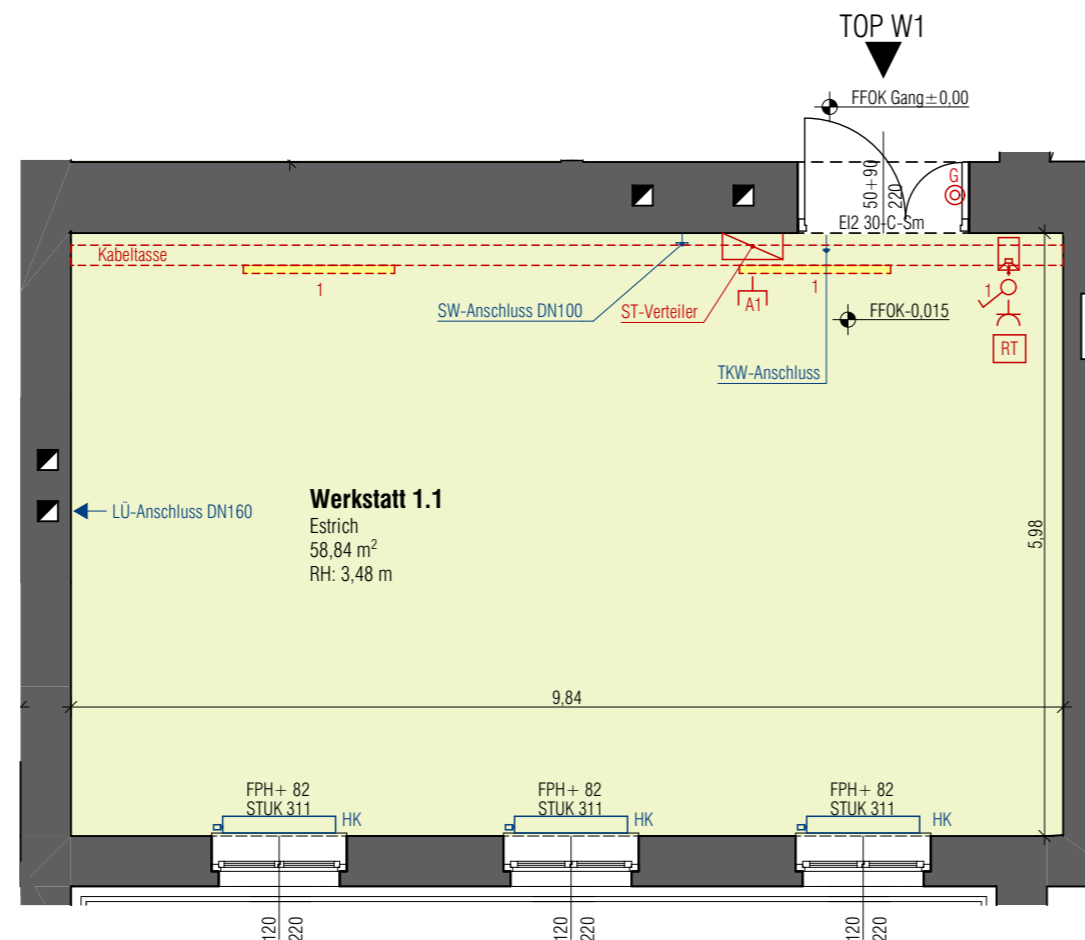 TOP W1
FFOK Gang±0,00
50+90
220
G
EI2 30-C-Sm
Kabeltasse
1
SW-Anschluss DN100
ST-Verteiler
A1
1
FFOK-0,015
1
RT
TKW-Anschluss
LÜ-Anschluss DN160
Werkstatt 1.1
Estrich
58,84 m²
RH: 3,48 m
5,98
9,84
FPH+ 82
STUK 311
HK
FPH+ 82
STUK 311
HK
FPH+ 82
STUK 311
HK
120
220
120
220
120
220